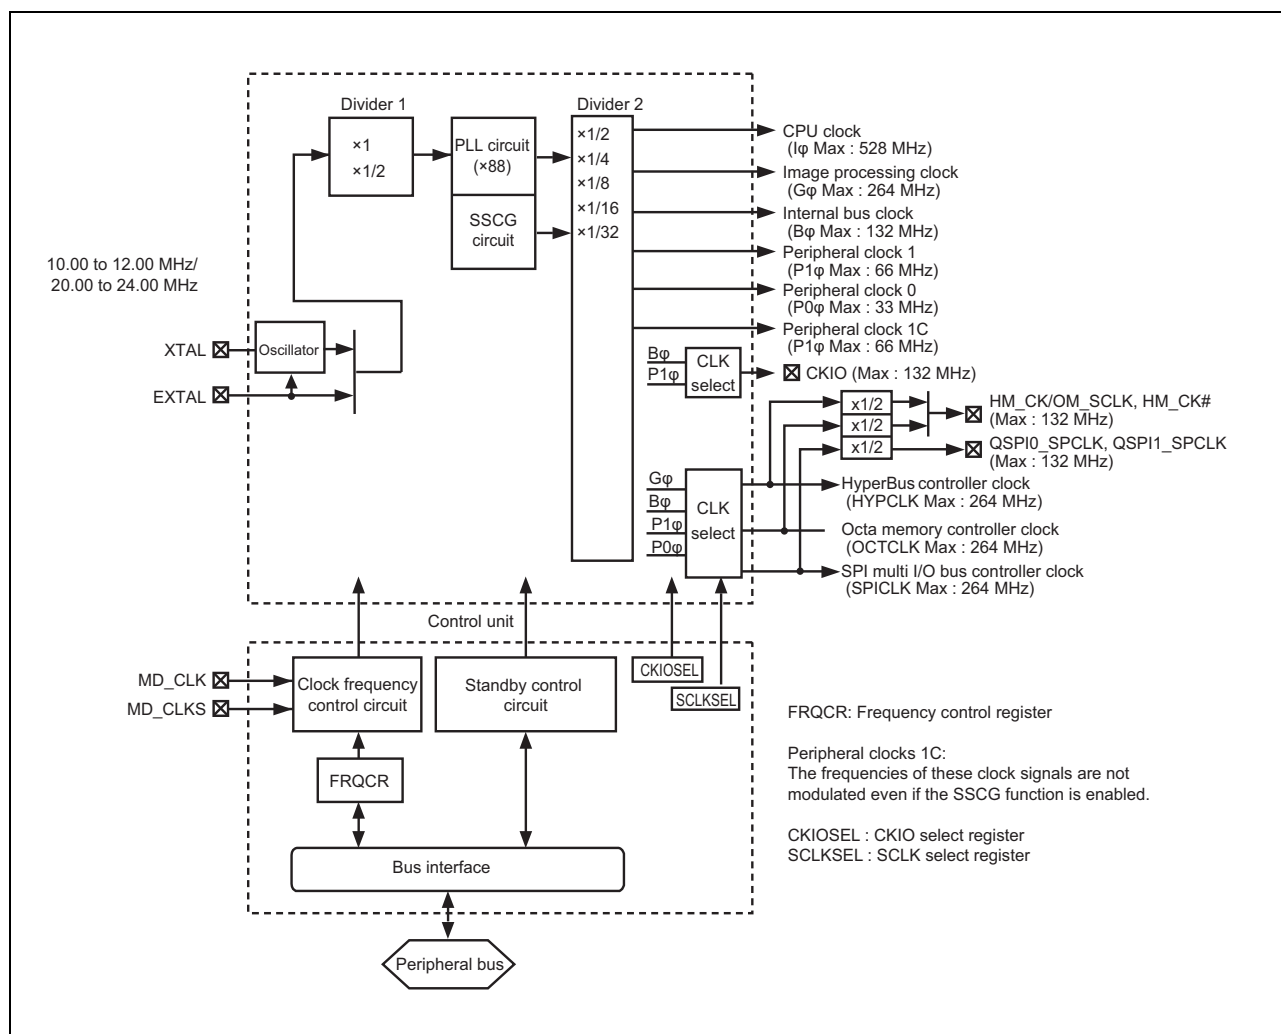 Divider 1
×1
×1/2
PLL circuit
(×88)
SSCG
circuit
Divider 2
×1/2
×1/4
×1/8
×1/16
×1/32
CPU clock
(Iφ Max : 528 MHz)
Image processing clock
(Gφ Max : 264 MHz)
Internal bus clock
(Bφ Max : 132 MHz)
Peripheral clock 1
(P1φ Max : 66 MHz)
Peripheral clock 0
(P0φ Max : 33 MHz)
Peripheral clock 1C
(P1φ Max : 66 MHz)
10.00 to 12.00 MHz/
20.00 to 24.00 MHz
XTAL
Oscillator
EXTAL
Bφ
P1φ
CLK
select
CKIO (Max : 132 MHz)
x1/2
x1/2
x1/2
HM_CK/OM_SCLK, HM_CK#
(Max : 132 MHz)
QSPI0_SPCLK, QSPI1_SPCLK
(Max : 132 MHz)
Gφ
Bφ
P1φ
P0φ
CLK
select
HyperBus controller clock
(HYPCLK Max : 264 MHz)
Octa memory controller clock
(OCTCLK Max : 264 MHz)
SPI multi I/O bus controller clock
(SPICLK Max : 264 MHz)
Control unit
MD_CLK
MD_CLKS
Clock frequency
control circuit
Standby control
circuit
CKIOSEL
SCLKSEL
FRQCR
Bus interface
Peripheral bus
FRQCR: Frequency control register
Peripheral clocks 1C:
The frequencies of these clock signals are not
modulated even if the SSCG function is enabled.
CKIOSEL : CKIO select register
SCLKSEL : SCLK select register